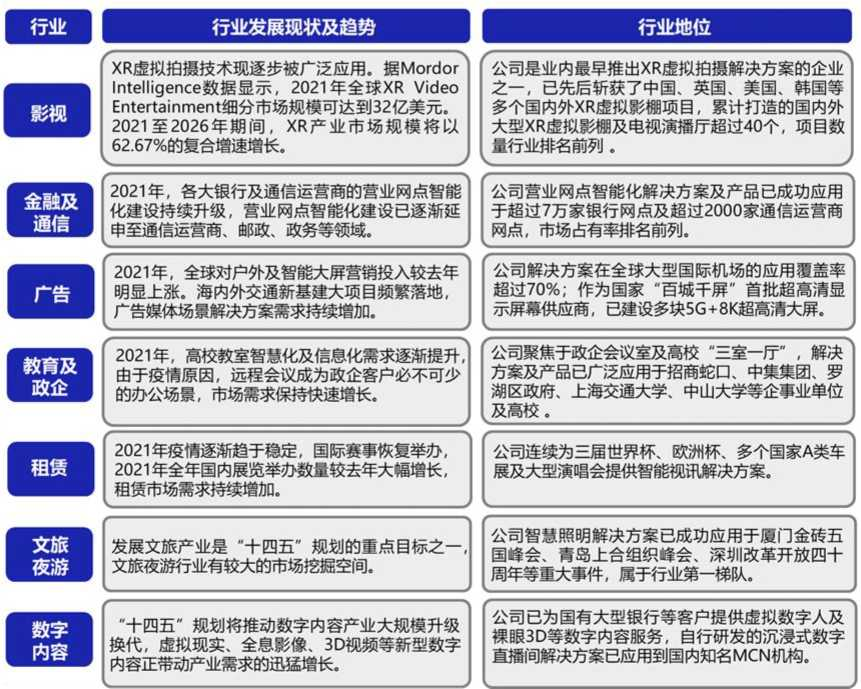 行业
行业发展现状及趋势
行业地位
影视
XR虚拟拍摄技术现逐步被广泛应用。据Mordor
Intelligence数据显示，2021年全球XR Video
Entertainment细分市场规模可达到32亿美元。
2021至2026年期间，XR产业市场规模将以
62.67%的复合增速增长。
公司是业内最早推出XR虚拟拍摄解决方案的企业
之一，已先后斩获了中国、英国、美国、韩国等
多个国内外XR虚拟影棚项目，累计打造的国内外
大型XR虚拟影棚及电视演播厅超过40个，项目数
量行业排名前列 。
金融及
通信
2021年，各大银行及通信运营商的营业网点智能
化建设持续升级，营业网点智能化建设已逐渐延
申至通信运营商、邮政、政务等领域。
公司营业网点智能化解决方案及产品已成功应用
于超过7万家银行网点及超过2000家通信运营商
网点，市场占有率排名前列。
广告
2021年，全球对户外及智能大屏营销投入较去年
明显上涨。海内外交通新基建大项目频繁落地，
广告媒体场景解决方案需求持续增加。
公司解决方案在全球大型国际机场的应用覆盖率
超过70%；作为国家“百城千屏”首批超高清显
示屏幕供应商，已建设多块5G+8K超高清大屏。
教育及
政企
2021年，高校教室智慧化及信息化需求逐渐提升，
由于疫情原因，远程会议成为政企客户必不可少
的办公场景，市场需求保持快速增长。
公司聚焦于政企会议室及高校“三室一厅”，解决
方案及产品已广泛应用于招商蛇口、中集集团、罗
湖区政府、上海交通大学、中山大学等企事业单位
及高校 。
租赁
2021年疫情逐渐趋于稳定，国际赛事恢复举办，
2021年全年国内展览举办数量较去年大幅增长，
租赁市场需求持续增加。
公司连续为三届世界杯、欧洲杯、多个国家A类车
展及大型演唱会提供智能视讯解决方案。
文旅
夜游
发展文旅产业是“十四五”规划的重点目标之一，
文旅夜游行业有较大的市场挖掘空间。
公司智慧照明解决方案已成功应用于厦门金砖五
国峰会、青岛上合组织峰会、深圳改革开放四十
周年等重大事件，属于行业第一梯队。
数字
内容
“十四五”规划将推动数字内容产业大规模升级
换代，虚拟现实、全息影像、3D视频等新型数字
内容正带动产业需求的迅猛增长。
公司已为国有大型银行等客户提供虚拟数字人及
裸眼3D等数字内容服务，自行研发的沉浸式数字
直播间解决方案已应用到国内知名MCN机构。